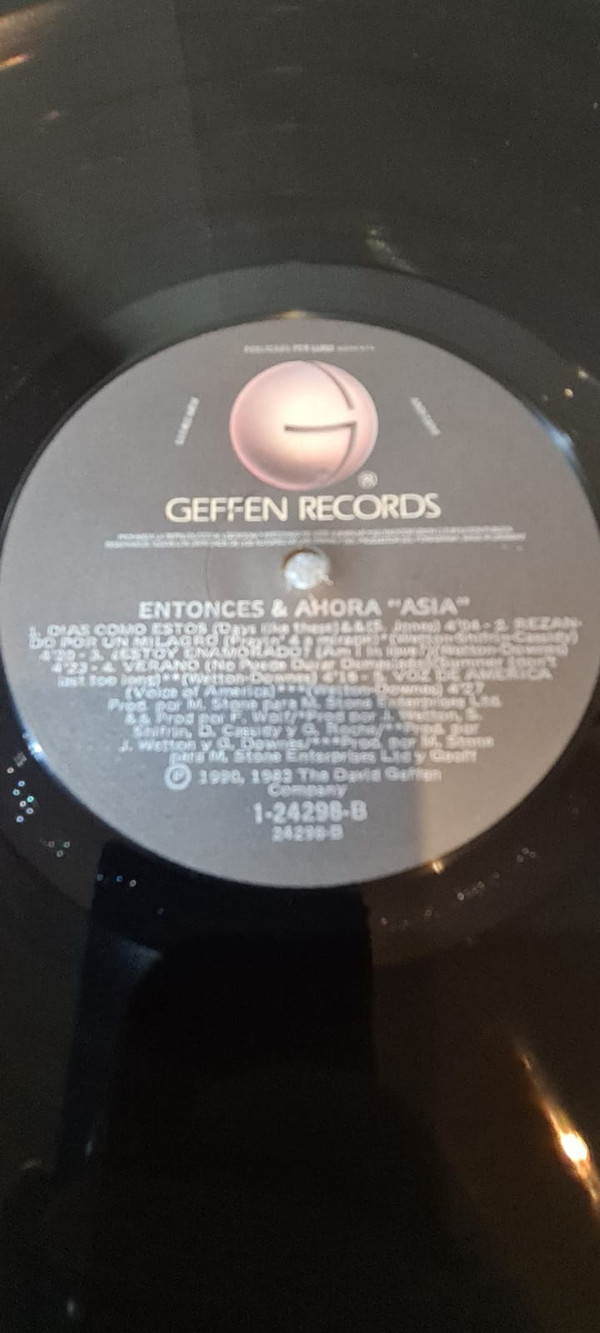 GEFFEN RECORDS
ENTONCES & AHORA "ASIA"
1. DIAS COMO ESTOS (Days like these) && (S. Jones) 4'04 - 2. REZAN-
DO POR UN MILAGRO (Prayin' 4 a miracle)*(Wetton-Shifrin-Cassidy)
4'20 - 3. ¿ESTOY ENAMORADO? (Am I in love?)(Wetton-Downes)
4'23 - 4. VERANO (No Puede Durar Demasiado)(Summer (don't
last too long)**(Wetton-Downes) 4'18 - 5. VOZ DE AMERICA
(Voice of America)***(Wetton-Downes) 4'27
Prod. por M. Stone para M. Stone Enterprises Ltd.
&& Prod por F. Wolf/*Prod por J. Wetton, S.
Shifrin, D. Cassidy y G. Roche/**Prod. por
J. Wetton y G. Downes/***Prod. por M. Stone
para M. Stone Enterprises Ltd y Geoff
Ⓟ 1990, 1983 The David Geffen
Company
1-24298-B
24298-B